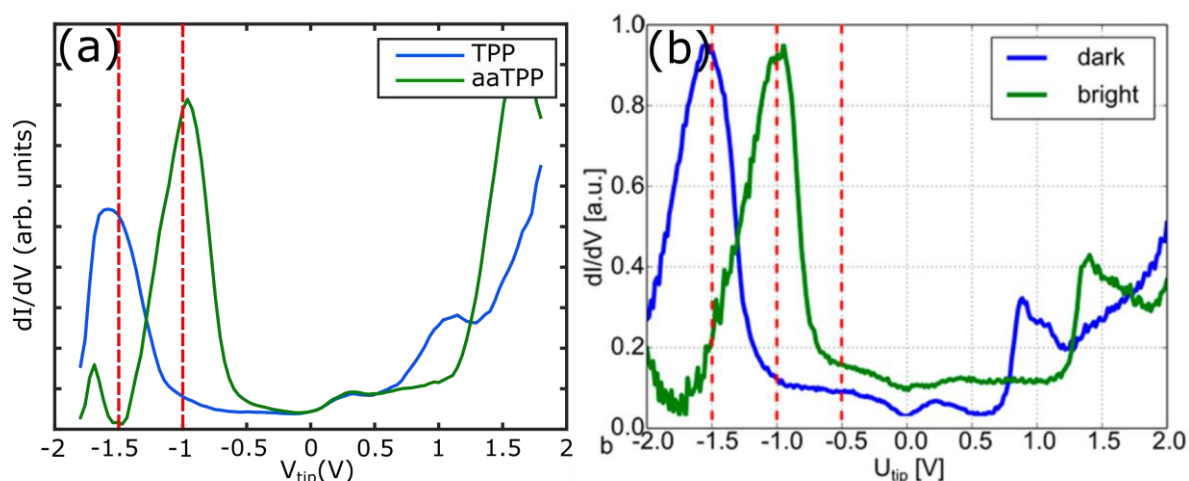 (a)
TPP
aaTPP
dI/dV (arb. units)
-2 -1.5 -1 -0.5 0 0.5 1 1.5 2
V_tip(V)
(b)
dark
bright
1.0
0.8
0.6
0.4
0.2
0.0
dI/dV [a.u.]
-2.0 -1.5 -1.0 -0.5 0.0 0.5 1.0 1.5 2.0
b
U_tip [V]